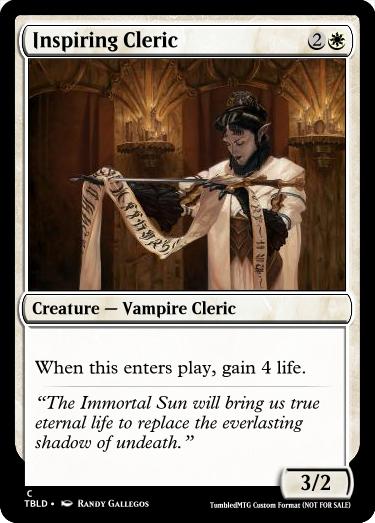 Inspiring Cleric 2
Creature — Vampire Cleric
When this enters play, gain 4 life.
“The Immortal Sun will bring us true
eternal life to replace the everlasting
shadow of undeath.”
3/2
C
TBLD • Randy Gallegos
TumbledMTG Custom Format (NOT FOR SALE)